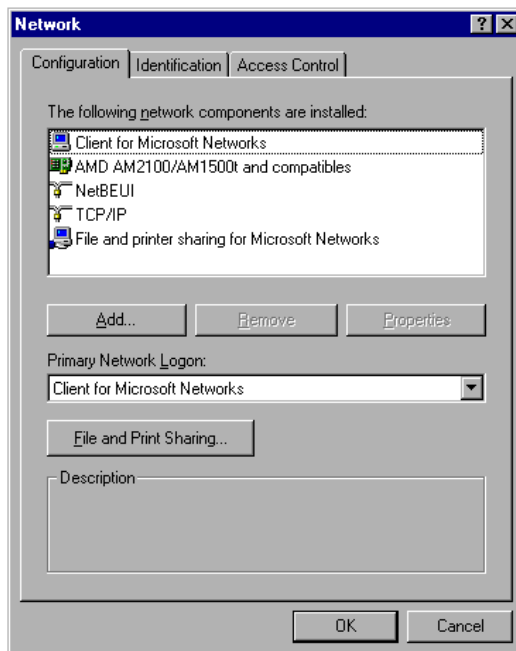 Network
Configuration Identification Access Control
The following network components are installed:
Client for Microsoft Networks
AMD AM2100/AM1500t and compatibles
NetBEUI
TCP/IP
File and printer sharing for Microsoft Networks
Add... Remove Properties
Primary Network Logon:
Client for Microsoft Networks
File and Print Sharing...
Description
OK Cancel